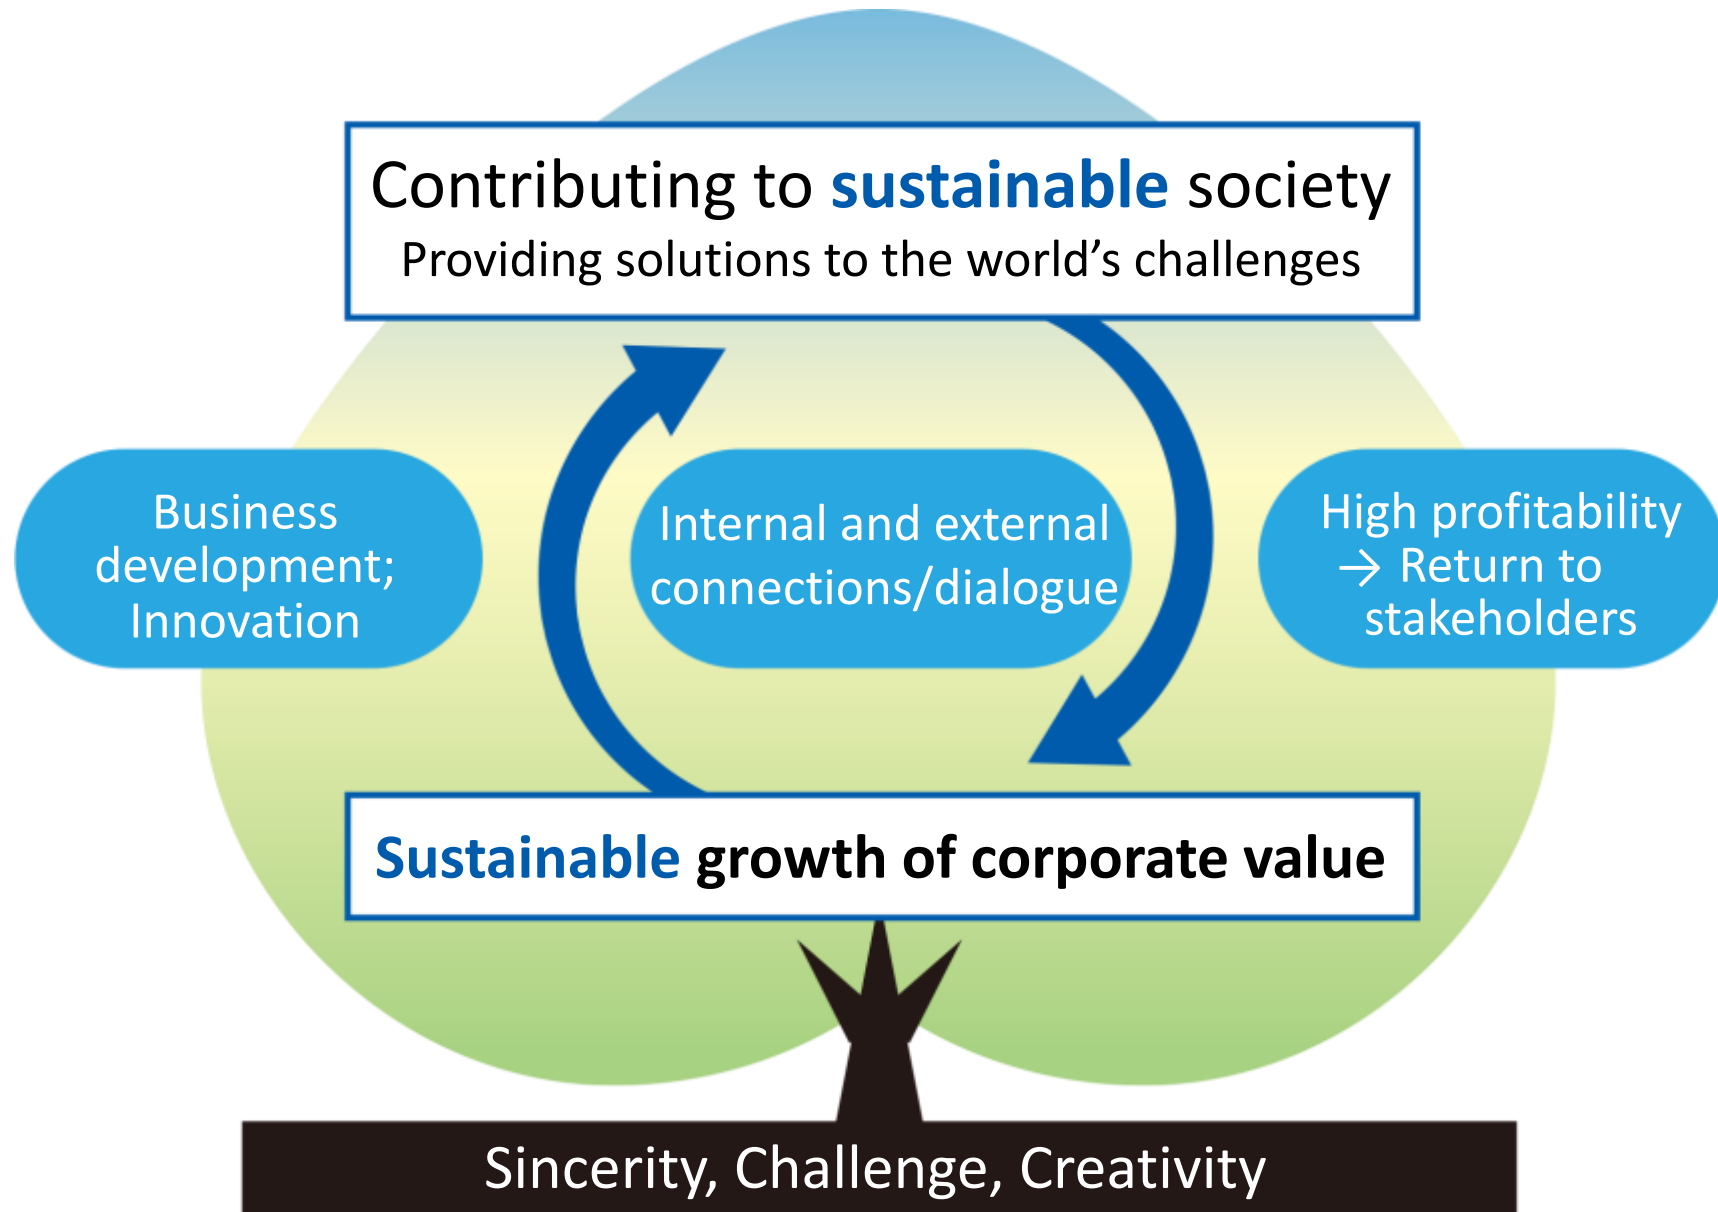 Contributing to sustainable society
Providing solutions to the world’s challenges
Business
development;
Innovation
Internal and external
connections/dialogue
High profitability
→ Return to
stakeholders
Sustainable growth of corporate value
Sincerity, Challenge, Creativity